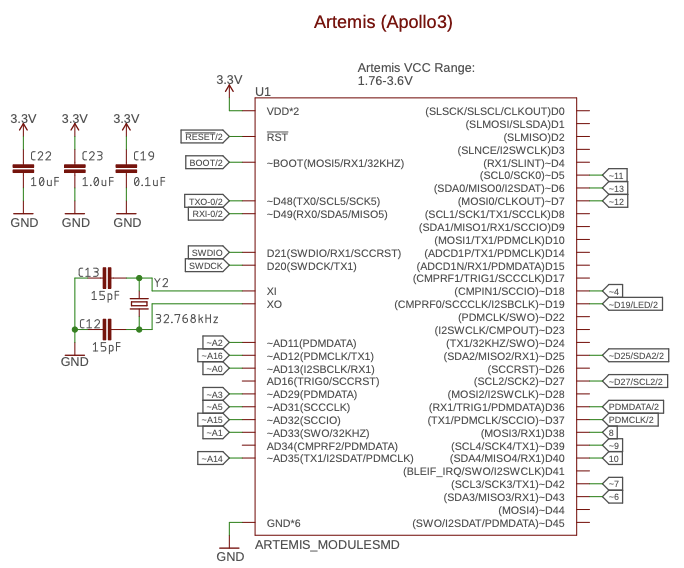 Artemis (Apollo3)
Artemis VCC Range:
1.76-3.6V
3.3V
U1
3.3V 3.3V 3.3V
C22 C23 C19
10uF 1.0uF 0.1uF
GND GND GND
C13
15pF
Y2
32.768kHz
C12
15pF
GND
VDD*2
RESET/2 RST
BOOT/2 ~BOOT(MOSI5/RX1/32KHZ)
TXO-0/2 ~D48(TX0/SCL5/SCK5)
RXI-0/2 ~D49(RX0/SDA5/MISO5)
SWDIO D21(SWDIO/RX1/SCCRST)
SWDCK D20(SWDCK/TX1)
XI
XO
~A2 ~AD11(PDMDATA)
~A16 ~AD12(PDMCLK/TX1)
~A0 ~AD13(I2SBCLK/RX1)
AD16(TRIG0/SCCRST)
~A3 ~AD29(PDMDATA)
~A5 ~AD31(SCCCLK)
~A15 ~AD32(SCCIO)
~A1 ~AD33(SWO/32KHZ)
AD34(CMPRF2/PDMDATA)
~A14 ~AD35(TX1/I2SDAT/PDMCLK)
GND*6
GND
(SLSCK/SLSCL/CLKOUT)D0
(SLMOSI/SLSDA)D1
(SLMISO)D2
(SLNCE/I2SWCLK)D3
(RX1/SLINT)~D4
(SCL0/SCK0)~D5 ~11
(SDA0/MISO0/I2SDAT)~D6 ~13
(MOSI0/CLKOUT)~D7 ~12
(SCL1/SCK1/TX1/SCCLK)D8
(SDA1/MISO1/RX1/SCCIO)D9
(MOSI1/TX1/PDMCLK)D10
(ADCD1P/TX1/PDMCLK)D14
(ADCD1N/RX1/PDMDATA)D15
(CMPRF1/TRIG1/SCCCLK)D17
(CMPIN1/SCCIO)~D18 ~4
(CMPRF0/SCCCLK/I2SBCLK)~D19 ~D19/LED/2
(PDMCLK/SWO)~D22
(I2SWCLK/CMPOUT)~D23
(TX1/32KHZ/SWO)~D24
(SDA2/MISO2/RX1)~D25 ~D25/SDA2/2
(SCCRST)~D26
(SCL2/SCK2)~D27 ~D27/SCL2/2
(MOSI2/I2SWCLK)~D28
(RX1/TRIG1/PDMDATA)D36 PDMDATA/2
(TX1/PDMCLK/SCCIO)~D37 PDMCLK/2
(MOSI3/RX1)D38 8
(SCL4/SCK4/TX1)~D39 ~9
(SDA4/MISO4/RX1)D40 10
(BLEIF_IRQ/SWO/I2SWCLK)D41
(SCL3/SCK3/TX1)~D42 ~7
(SDA3/MISO3/RX1)~D43 ~6
(MOSI4)~D44
(SWO/I2SDAT/PDMDATA)~D45
ARTEMIS_MODULESMD